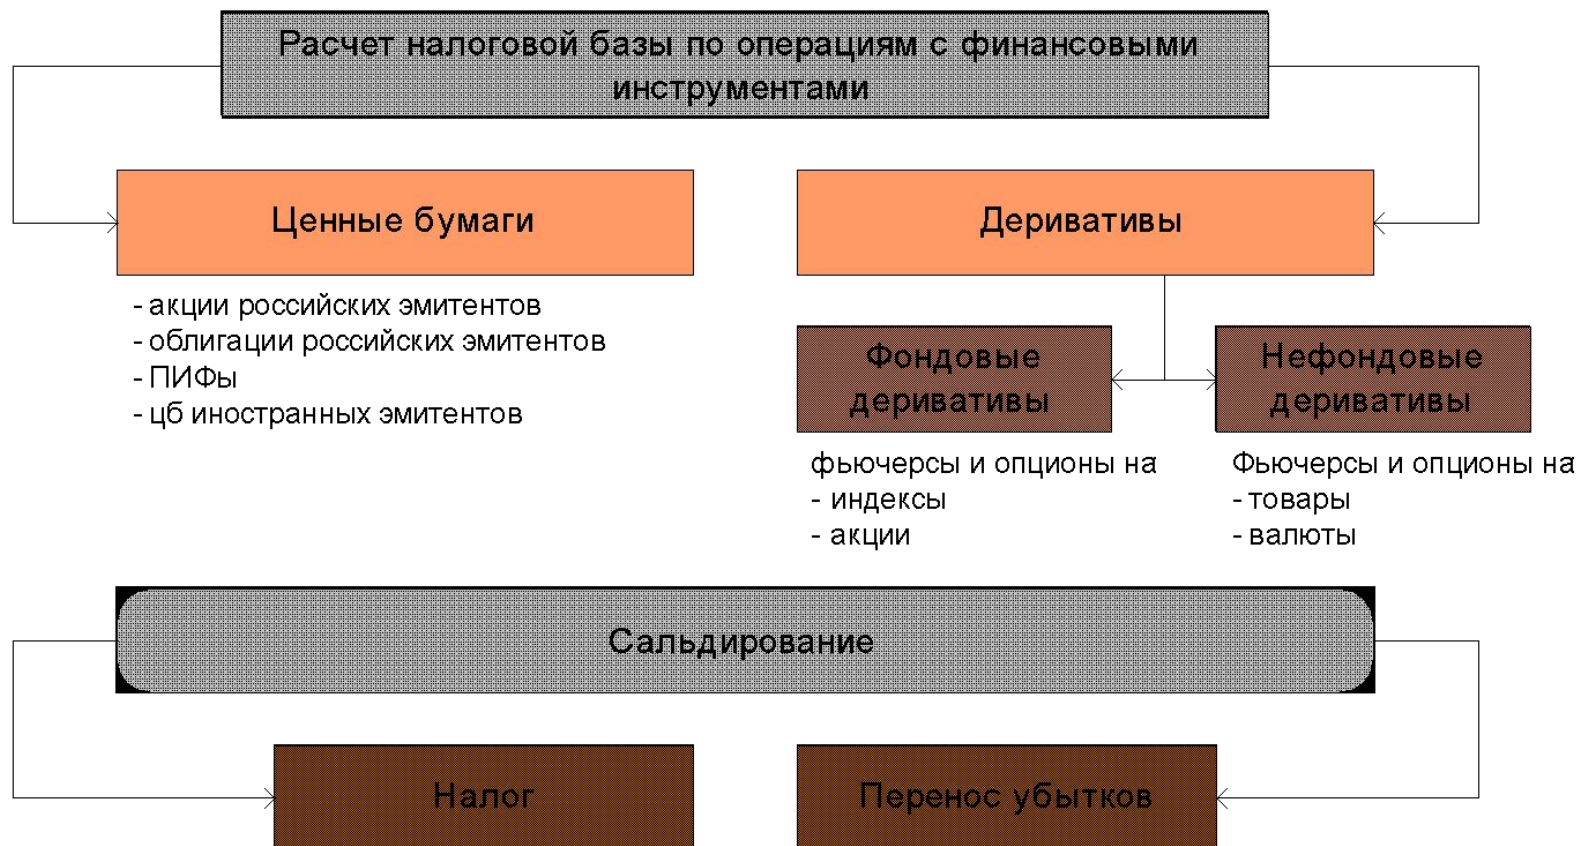 Расчет налоговой базы по операциям с финансовыми
инструментами
Ценные бумаги
- акции российских эмитентов
- облигации российских эмитентов
- ПИФы
- цб иностранных эмитентов
Деривативы
Фондовые
деривативы
фьючерсы и опционы на
- индексы
- акции
Нефондовые
деривативы
Фьючерсы и опционы на
- товары
- валюты
Сальдирование
Налог
Перенос убытков